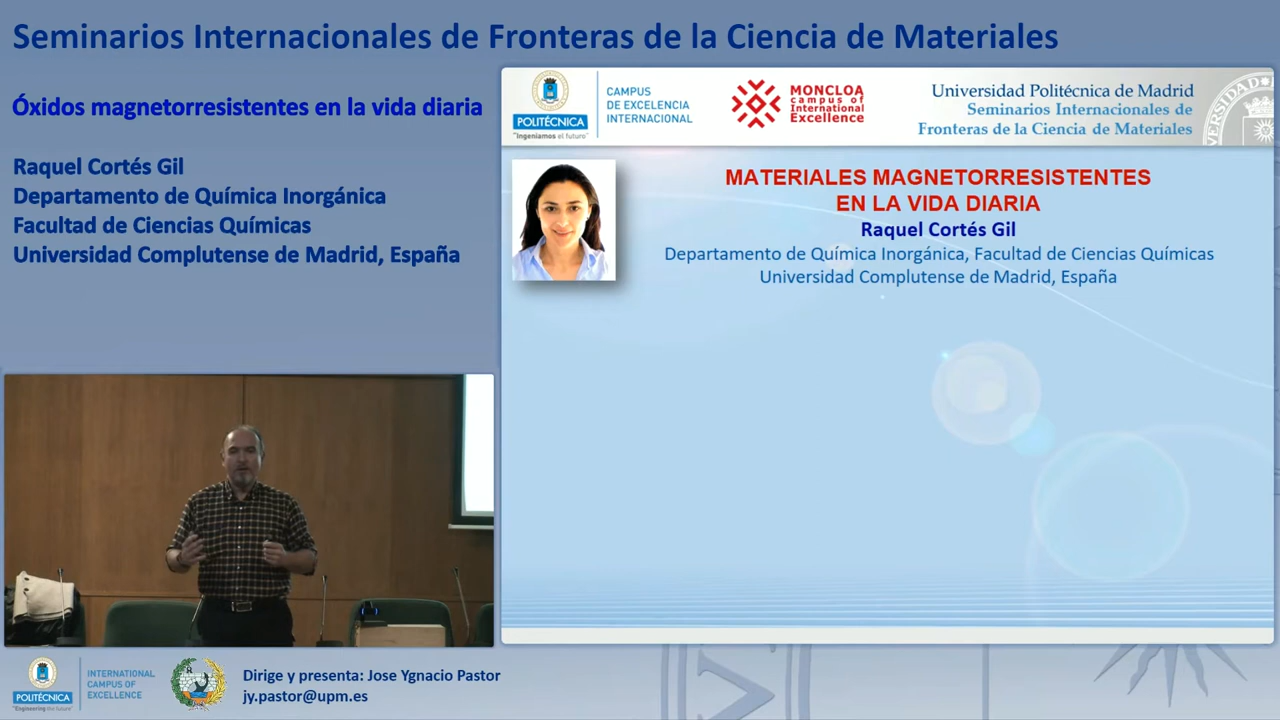 Seminarios Internacionales de Fronteras de la Ciencia de Materiales
Óxidos magnetorresistentes en la vida diaria
Raquel Cortés Gil
Departamento de Química Inorgánica
Facultad de Ciencias Químicas
Universidad Complutense de Madrid, España
POLITÉCNICA
"Ingeniamos el futuro"
CAMPUS
DE EXCELENCIA
INTERNACIONAL
MONCLOA
campus of
International
Excellence
Universidad Politécnica de Madrid
Seminarios Internacionales de
Fronteras de la Ciencia de Materiales
MATERIALES MAGNETORRESISTENTES
EN LA VIDA DIARIA
Raquel Cortés Gil
Departamento de Química Inorgánica, Facultad de Ciencias Químicas
Universidad Complutense de Madrid, España
POLITÉCNICA
"Engineering the future"
INTERNATIONAL
CAMPUS OF
EXCELLENCE
Dirige y presenta: Jose Ygnacio Pastor
jy.pastor@upm.es